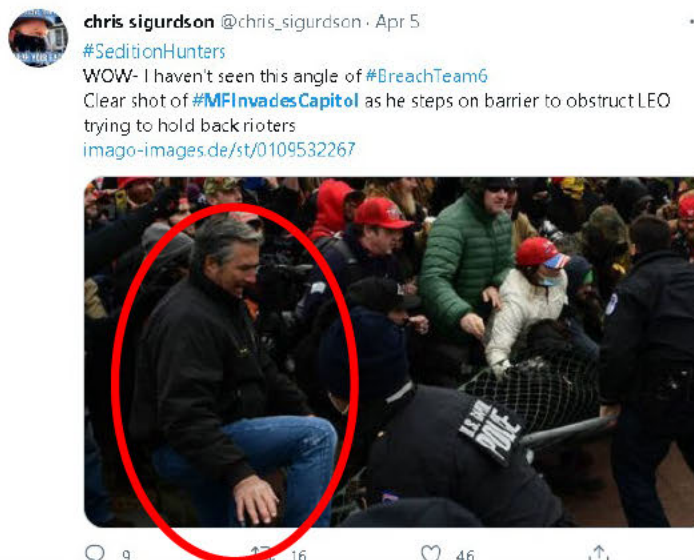 chris sigurdson @chris_sigurdson · Apr 5
#SeditionHunters
WOW- I haven't seen this angle of #BreachTeam6
Clear shot of #MFInvadesCapitol as he steps on barrier to obstruct LEO
trying to hold back rioters
imago-images.de/st/0109532267
U.S. CAPITOL
POLICE
9 16 46